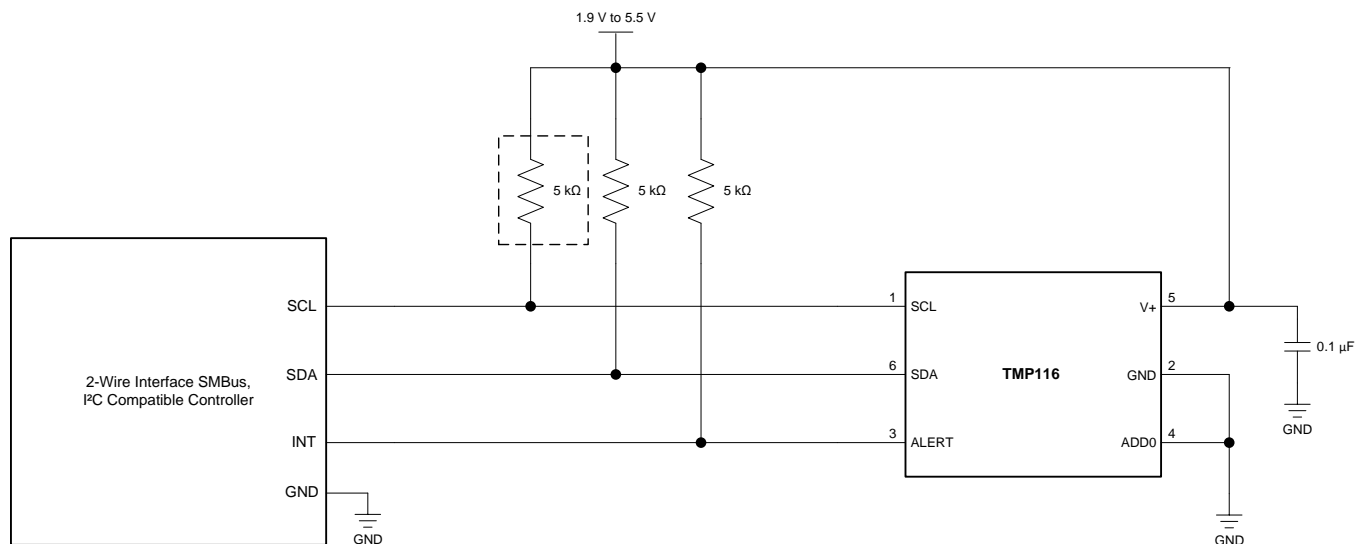 1.9 V to 5.5 V
5 kΩ
5 kΩ
5 kΩ
SCL
SDA
INT
GND
2-Wire Interface SMBus,
I²C Compatible Controller
GND
1
SCL
6
SDA
3
ALERT
TMP116
V+
5
GND
2
ADD0
4
0.1 µF
GND
GND